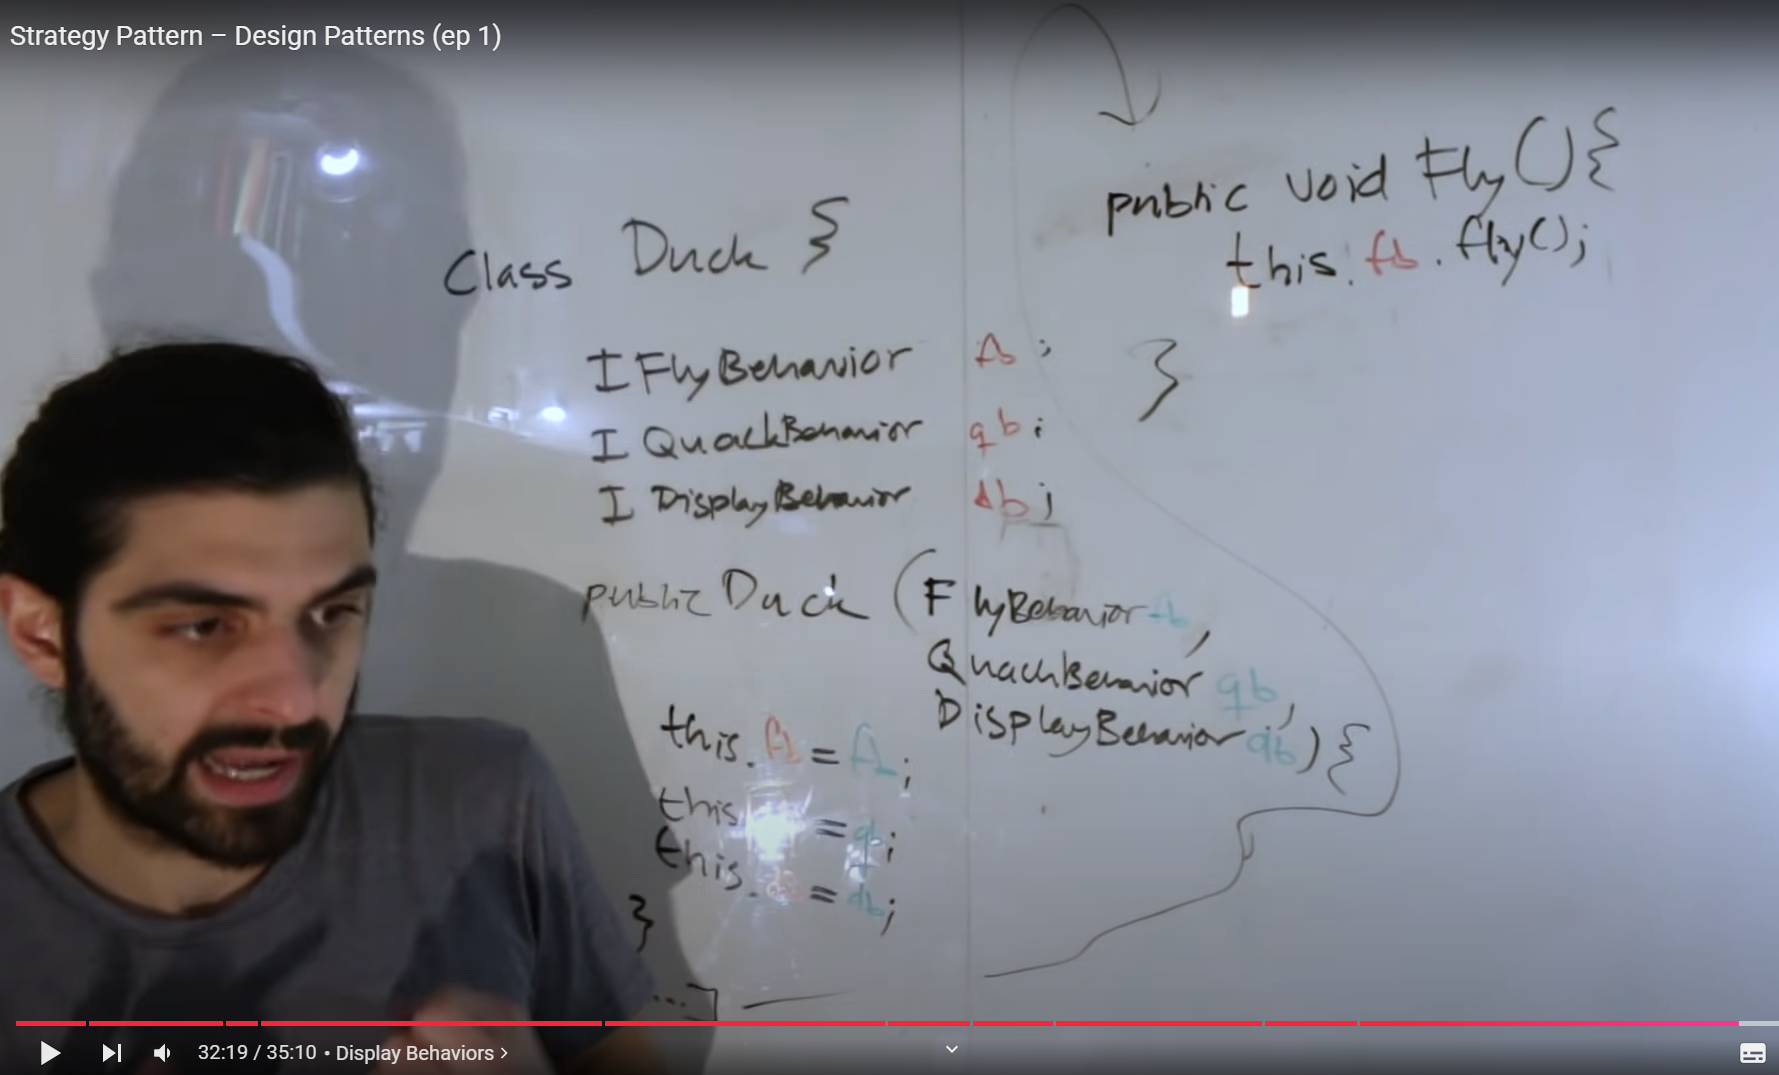 Strategy Pattern – Design Patterns (ep 1)
Class Duck {
IFlyBehavior fb;
IQuackBehavior qb;
IDisplayBehavior db;
public Duck (FlyBehavior fb,
QuackBehavior qb,
DisplayBehavior db) {
this.fb = fb;
this. = qb;
this. = db;
}
...
public void Fly() {
this.fb.fly();
}
32:19 / 35:10 • Display Behaviors >